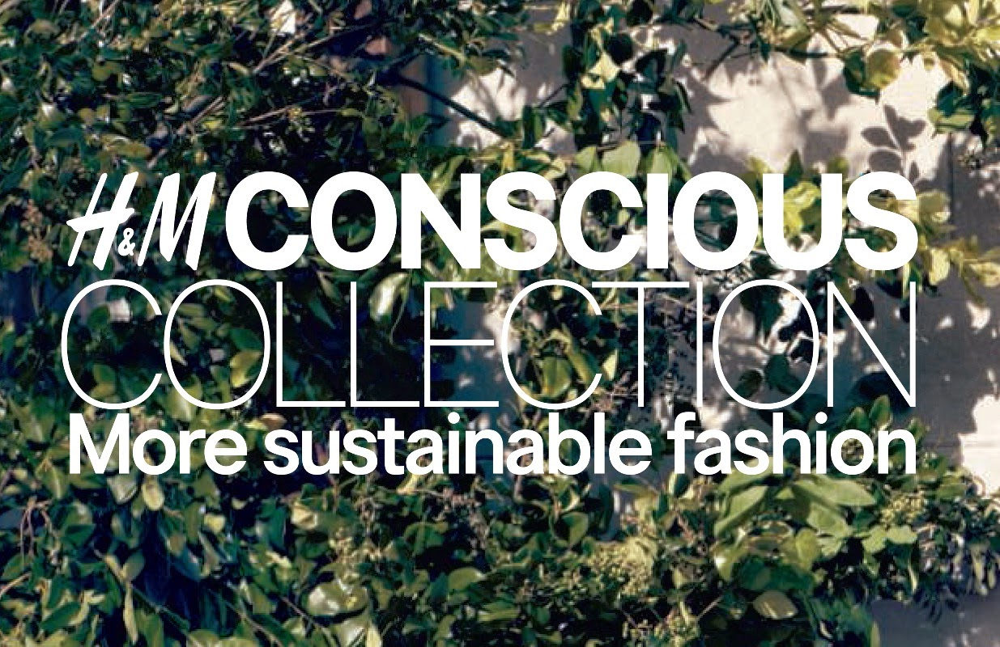 H&M CONSCIOUS
COLLECTION
More sustainable fashion